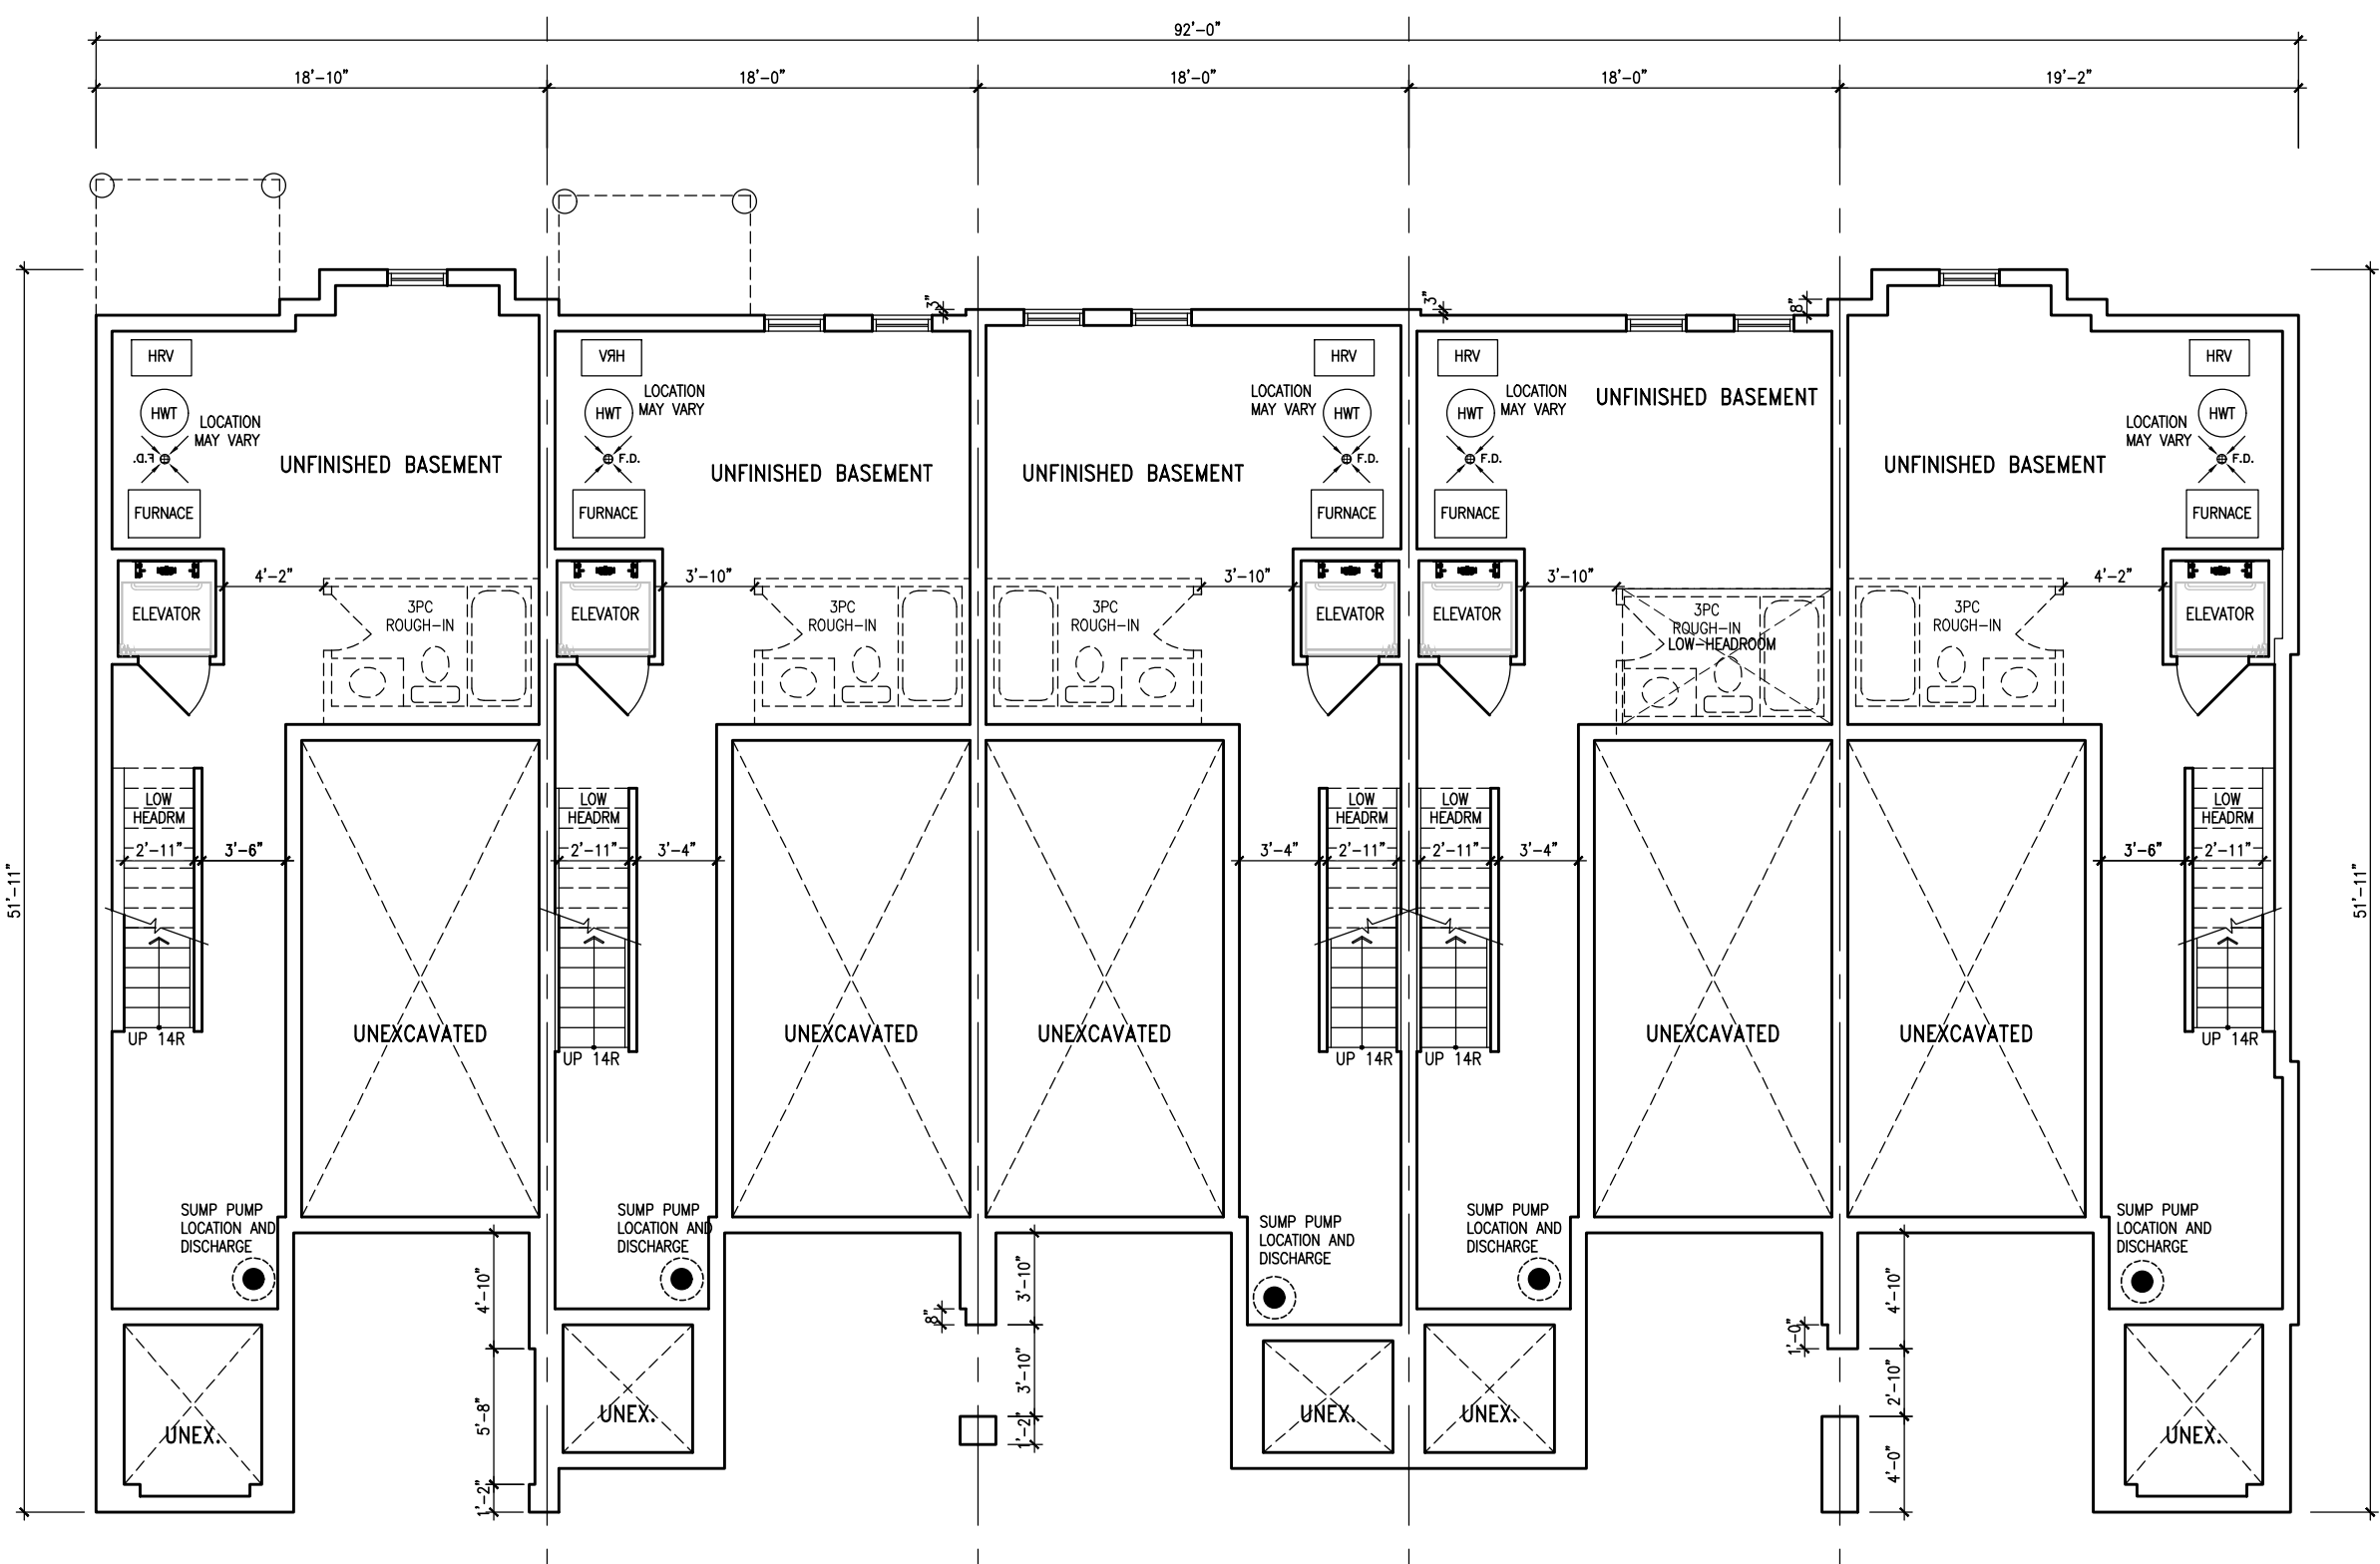 92'-0"
18'-10"
18'-0"
18'-0"
18'-0"
19'-2"
3"
3"
8"
HRV
HRV
HRV
HRV
HRV
HWT
LOCATION
MAY VARY
HWT
LOCATION
MAY VARY
LOCATION
MAY VARY
HWT
HWT
LOCATION
MAY VARY
LOCATION
MAY VARY
HWT
F.D.
F.D.
F.D.
F.D.
F.D.
UNFINISHED BASEMENT
UNFINISHED BASEMENT
UNFINISHED BASEMENT
UNFINISHED BASEMENT
UNFINISHED BASEMENT
FURNACE
FURNACE
FURNACE
FURNACE
FURNACE
4'-2"
3'-10"
3'-10"
3'-10"
4'-2"
ELEVATOR
ELEVATOR
ELEVATOR
ELEVATOR
ELEVATOR
3PC
ROUGH-IN
3PC
ROUGH-IN
3PC
ROUGH-IN
3PC
ROUGH-IN
LOW-HEADROOM
3PC
ROUGH-IN
LOW
HEADRM
LOW
HEADRM
LOW
HEADRM
LOW
HEADRM
LOW
HEADRM
2'-11"
3'-6"
2'-11"
3'-4"
3'-4"
2'-11"
2'-11"
3'-4"
3'-6"
2'-11"
51'-11"
51'-11"
UNEXCAVATED
UNEXCAVATED
UNEXCAVATED
UNEXCAVATED
UNEXCAVATED
UP 14R
UP 14R
UP 14R
UP 14R
UP 14R
SUMP PUMP
LOCATION AND
DISCHARGE
SUMP PUMP
LOCATION AND
DISCHARGE
SUMP PUMP
LOCATION AND
DISCHARGE
SUMP PUMP
LOCATION AND
DISCHARGE
SUMP PUMP
LOCATION AND
DISCHARGE
4'-10"
5'-8"
1'-2"
8"
3'-10"
3'-10"
1'-2"
1'-0"
4'-10"
2'-10"
4'-0"
UNEX.
UNEX.
UNEX.
UNEX.
UNEX.